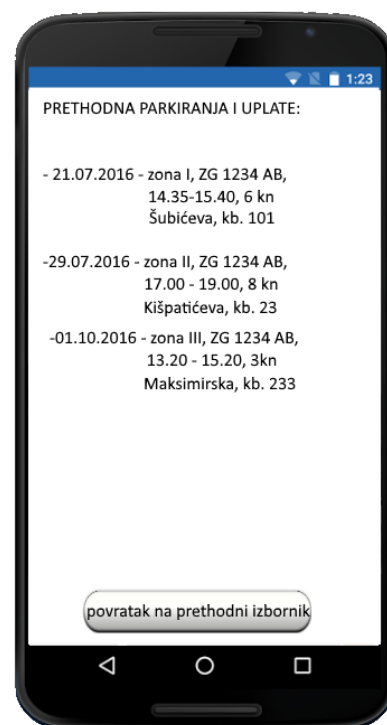 1:23
PRETHODNA PARKIRANJA I UPLATE:
- 21.07.2016 - zona I, ZG 1234 AB,
14.35-15.40, 6 kn
Šubićeva, kb. 101
-29.07.2016 - zona II, ZG 1234 AB,
17.00 - 19.00, 8 kn
Kišpatićeva, kb. 23
-01.10.2016 - zona III, ZG 1234 AB,
13.20 - 15.20, 3kn
Maksimirska, kb. 233
povratak na prethodni izbornik